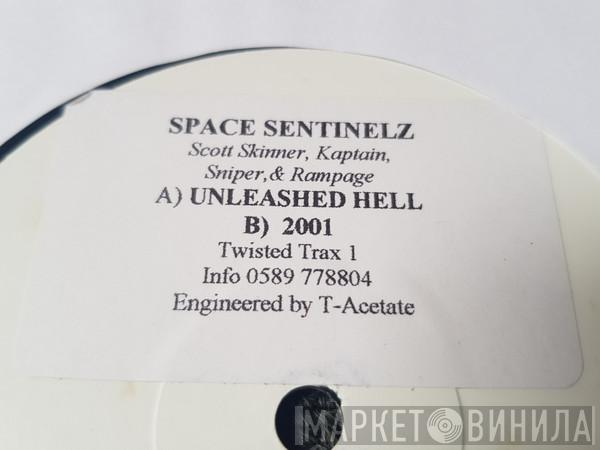 SPACE SENTINELZ
Scott Skinner, Kaptain,
Sniper,& Rampage
A) UNLEASHED HELL
B)  2001
Twisted Trax 1
Info 0589 778804
Engineered by T-Acetate
МАРКЕТ ВИНИЛА